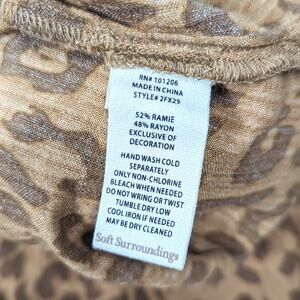 RN# 101206
MADE IN CHINA
STYLE# 2FX29
52% RAMIE
48% RAYON
EXCLUSIVE OF
DECORATION
HAND WASH COLD
SEPARATELY
ONLY NON-CHLORINE
BLEACH WHEN NEEDED
DO NOT WRING OR TWIST
TUMBLE DRY LOW
COOL IRON IF NEEDED
MAY BE DRY CLEANED
Soft Surroundings